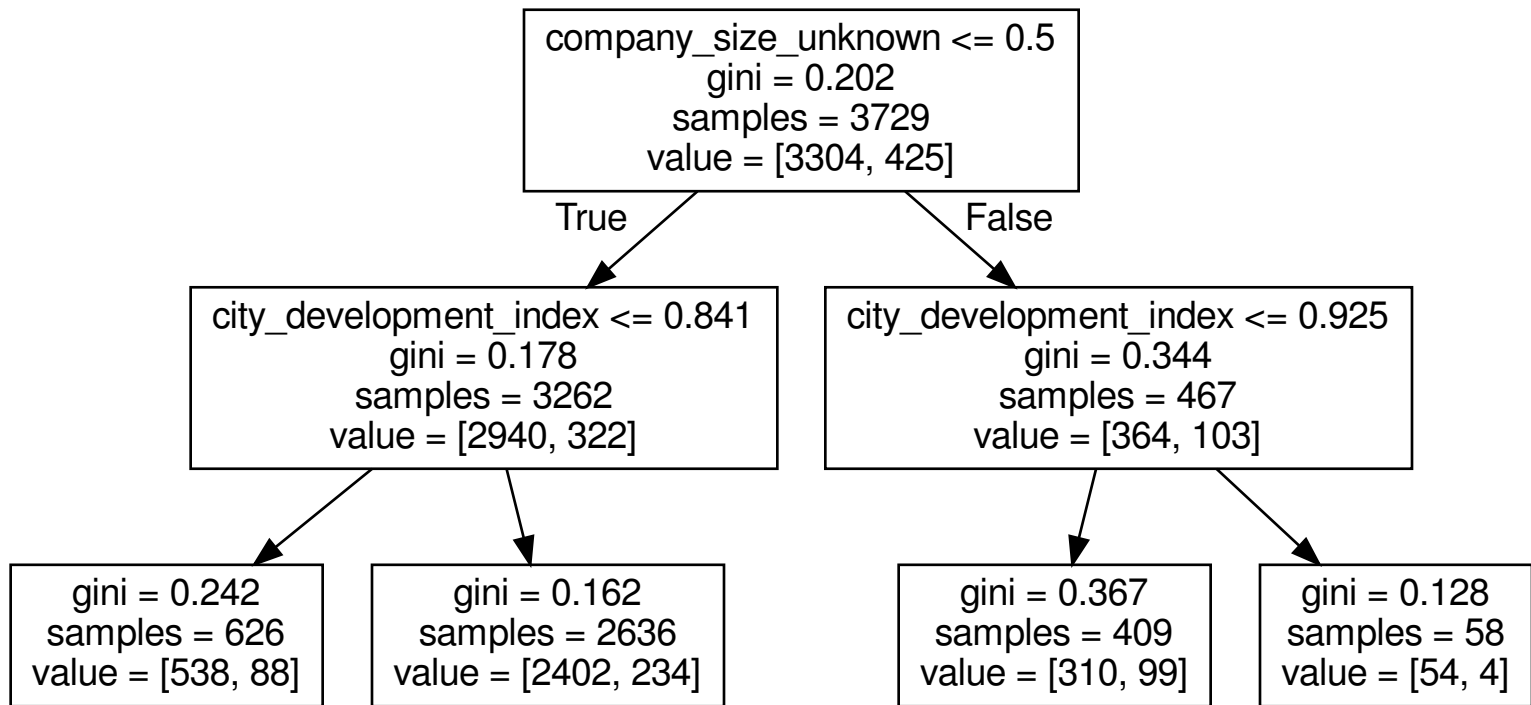 company_size_unknown <= 0.5
gini = 0.202
samples = 3729
value = [3304, 425]
True
False
city_development_index <= 0.841
gini = 0.178
samples = 3262
value = [2940, 322]
city_development_index <= 0.925
gini = 0.344
samples = 467
value = [364, 103]
gini = 0.242
samples = 626
value = [538, 88]
gini = 0.162
samples = 2636
value = [2402, 234]
gini = 0.367
samples = 409
value = [310, 99]
gini = 0.128
samples = 58
value = [54, 4]